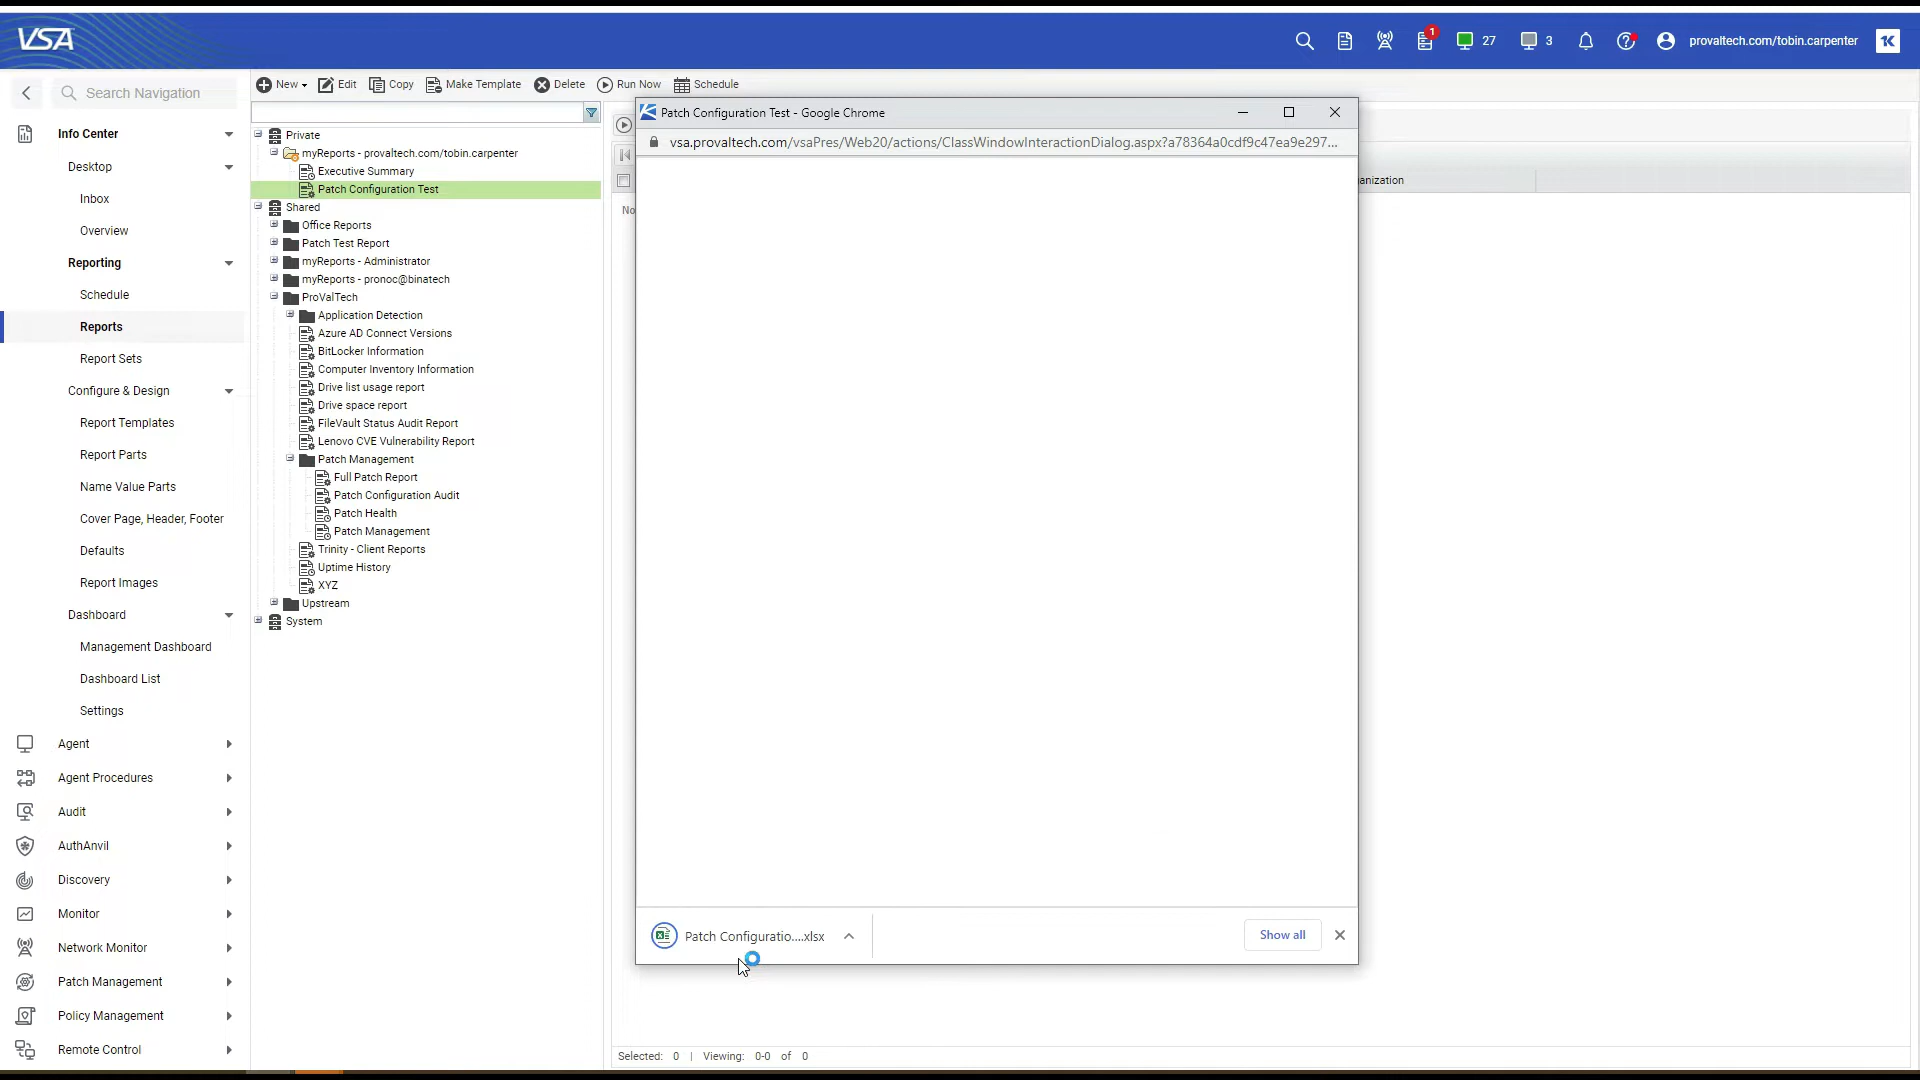 VSA
1
27
3
provaltech.com/tobin.carpenter
Search Navigation
New
Edit
Copy
Make Template
Delete
Run Now
Schedule
Info Center
Desktop
Inbox
Overview
Reporting
Schedule
Reports
Report Sets
Configure & Design
Report Templates
Report Parts
Name Value Parts
Cover Page, Header, Footer
Defaults
Report Images
Dashboard
Management Dashboard
Dashboard List
Settings
Agent
Agent Procedures
Audit
AuthAnvil
Discovery
Monitor
Network Monitor
Patch Management
Policy Management
Remote Control
Private
myReports - provaltech.com/tobin.carpenter
Executive Summary
Patch Configuration Test
Shared
Office Reports
Patch Test Report
myReports - Administrator
myReports - pronoc@binatech
ProValTech
Application Detection
Azure AD Connect Versions
BitLocker Information
Computer Inventory Information
Drive list usage report
Drive space report
FileVault Status Audit Report
Lenovo CVE Vulnerability Report
Patch Management
Full Patch Report
Patch Configuration Audit
Patch Health
Patch Management
Trinity - Client Reports
Uptime History
XYZ
Upstream
System
Patch Configuration Test - Google Chrome
vsa.provaltech.com/vsaPres/Web20/actions/ClassWindowInteractionDialog.aspx?a78364a0cdf9c47ea9e297...
anization
No
Patch Configuratio....xlsx
Show all
Selected: 0 | Viewing: 0-0 of 0